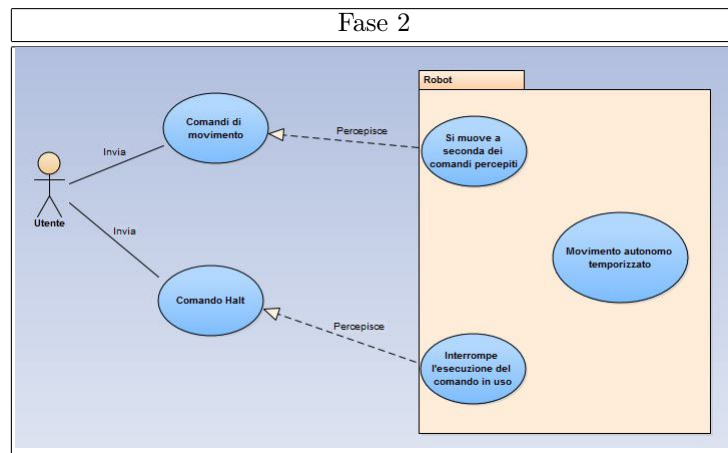 Fase 2
Robot
Comandi di
movimento
Percepisce
Si muove a
seconda dei
comandi percepiti
Invia
Utente
Invia
Movimento autonomo
temporizzato
Comando Halt
Percepisce
Interrompe
l'esecuzione del
comando in uso